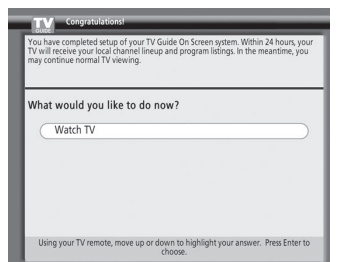 TV
GUIDE
Congratulations!
You have completed setup of your TV Guide On Screen system. Within 24 hours, your
TV will receive your local channel lineup and program listings. In the meantime, you
may continue normal TV viewing.
What would you like to do now?
Watch TV
Using your TV remote, move up or down to highlight your answer. Press Enter to
choose.